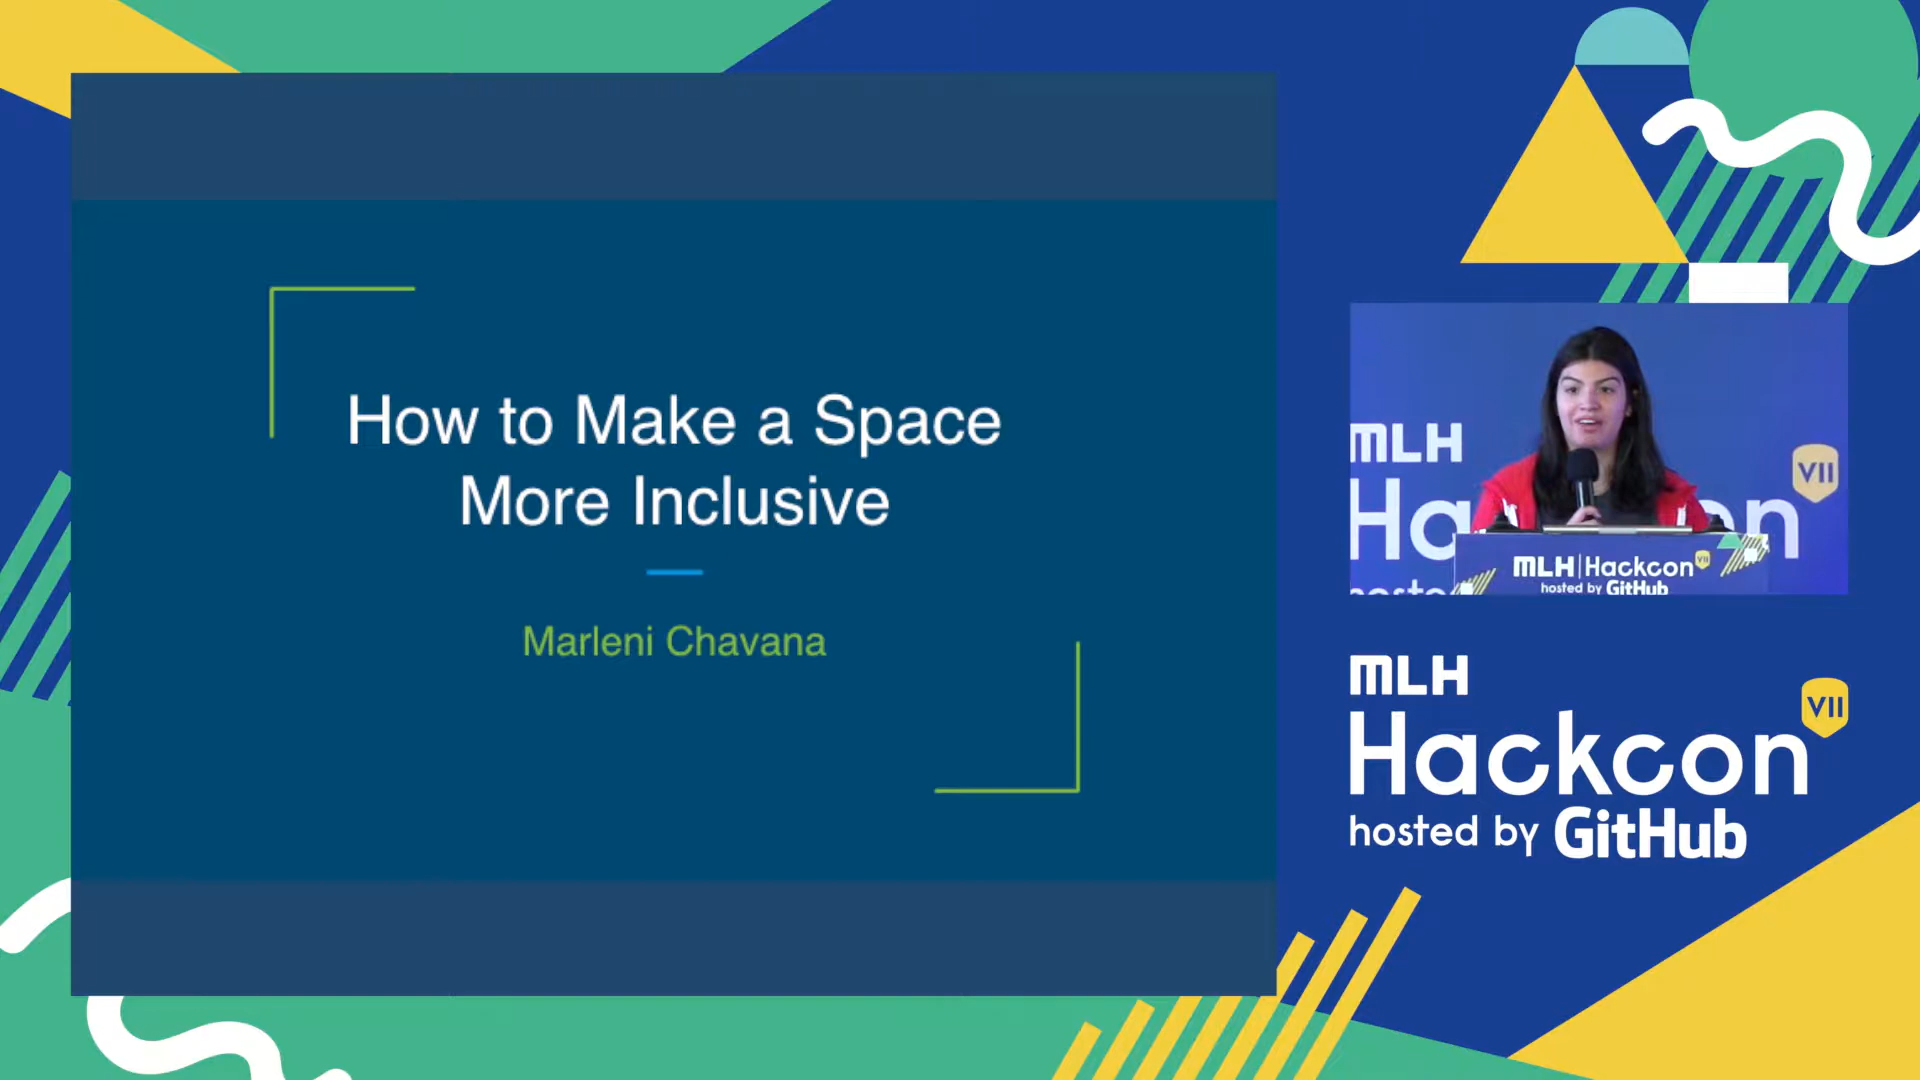 How to Make a Space
More Inclusive
Marleni Chavana
MLH
VII
MLH | Hackcon VII
hosted by GitHub
MLH
Hackcon VII
hosted by GitHub